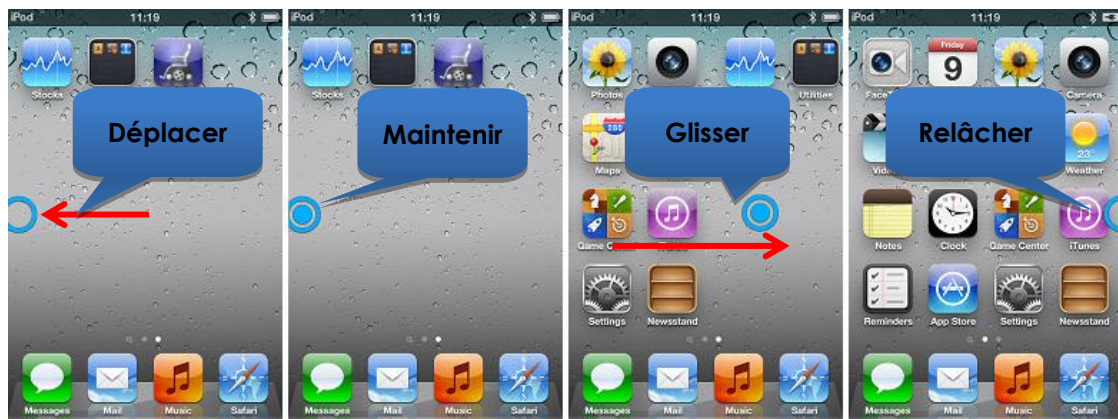 iPod 11:19
Stocks
Déplacer
Messages Mail Music Safari
iPod 11:19
Stocks
Maintenir
Messages Mail Music Safari
iPod 11:19
Photos Utilities
Glisser
Maps
Game Center
Settings Newsstand
Messages Mail Music Safari
iPod 11:19
Friday
9
Camera
Relâcher
23°
Weather
Notes Clock Game Center iTunes
Reminders App Store Settings Newsstand
Messages Mail Music Safari